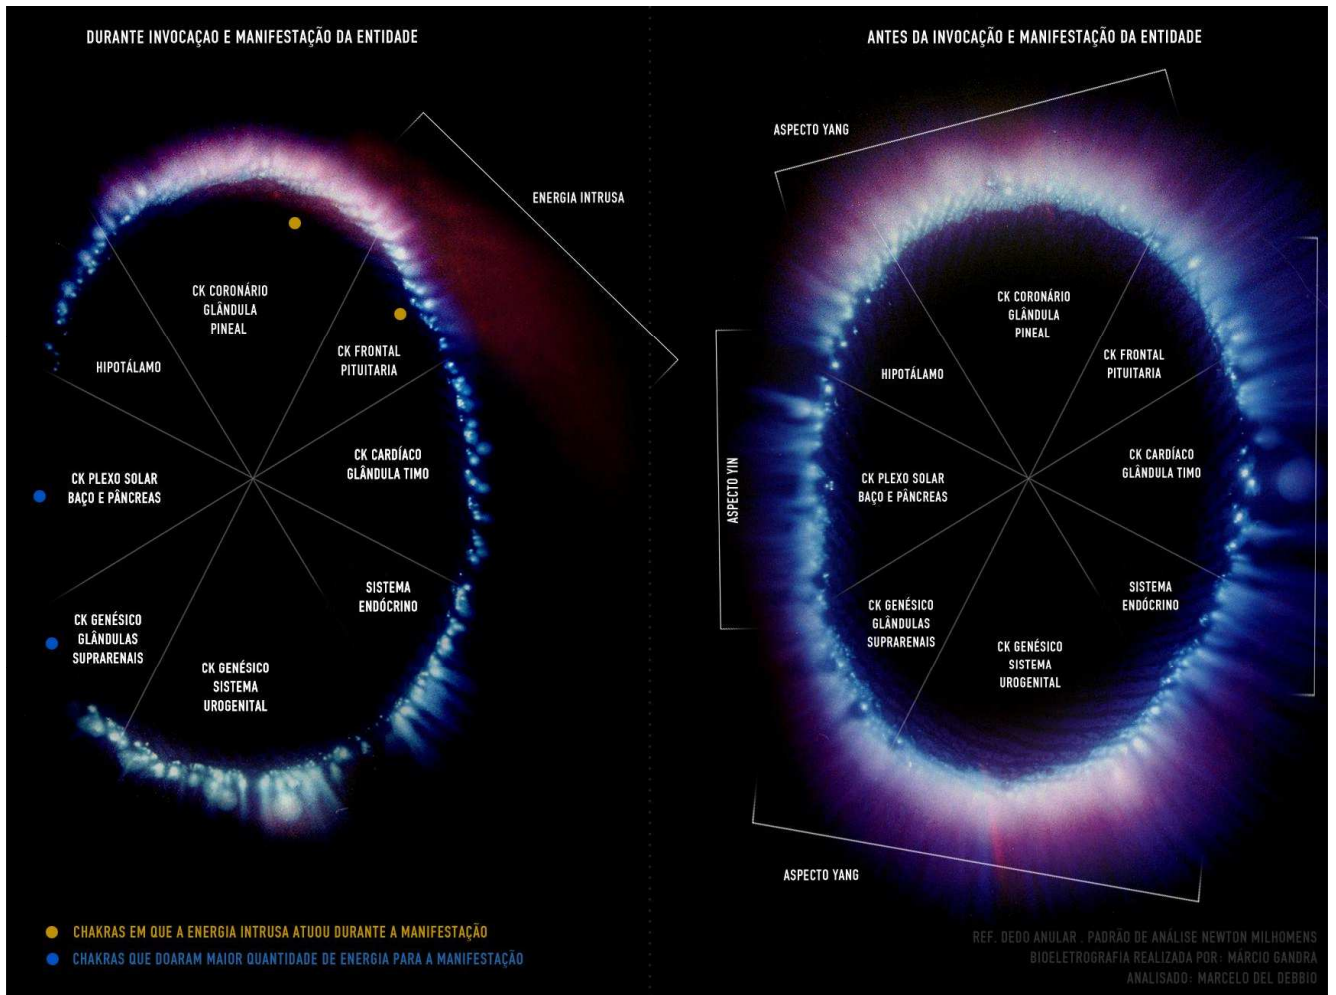 DURANTE INVOCAÇAO E MANIFESTAÇÃO DA ENTIDADE
ENERGIA INTRUSA
CK CORONÁRIO
GLÂNDULA
PINEAL
CK FRONTAL
PITUITARIA
HIPOTÁLAMO
CK CARDÍACO
GLÂNDULA TIMO
CK PLEXO SOLAR
BAÇO E PÂNCREAS
SISTEMA
ENDÓCRINO
CK GENÉSICO
GLÂNDULAS
SUPRARENAIS
CK GENÉSICO
SISTEMA
UROGENITAL
CHAKRAS EM QUE A ENERGIA INTRUSA ATUOU DURANTE A MANIFESTAÇÃO
CHAKRAS QUE DOARAM MAIOR QUANTIDADE DE ENERGIA PARA A MANIFESTAÇÃO
ANTES DA INVOCAÇÃO E MANIFESTAÇÃO DA ENTIDADE
ASPECTO YANG
CK CORONÁRIO
GLÂNDULA
PINEAL
CK FRONTAL
PITUITARIA
HIPOTÁLAMO
CK CARDÍACO
GLÂNDULA TIMO
ASPECTO YIN
CK PLEXO SOLAR
BAÇO E PÂNCREAS
SISTEMA
ENDÓCRINO
CK GENÉSICO
GLÂNDULAS
SUPRARENAIS
CK GENÉSICO
SISTEMA
UROGENITAL
ASPECTO YANG
REF. DEDO ANULAR . PADRÃO DE ANÁLISE NEWTON MILHOMENS
BIOELETROGRAFIA REALIZADA POR: MÁRCIO GANDRA
ANALISADO: MARCELO DEL DEBBIO